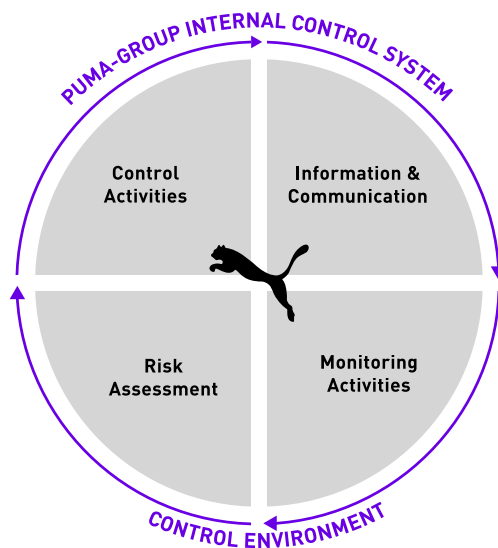 PUMA-GROUP INTERNAL CONTROL SYSTEM
Control
Activities
Information &
Communication
Risk
Assessment
Monitoring
Activities
CONTROL ENVIRONMENT